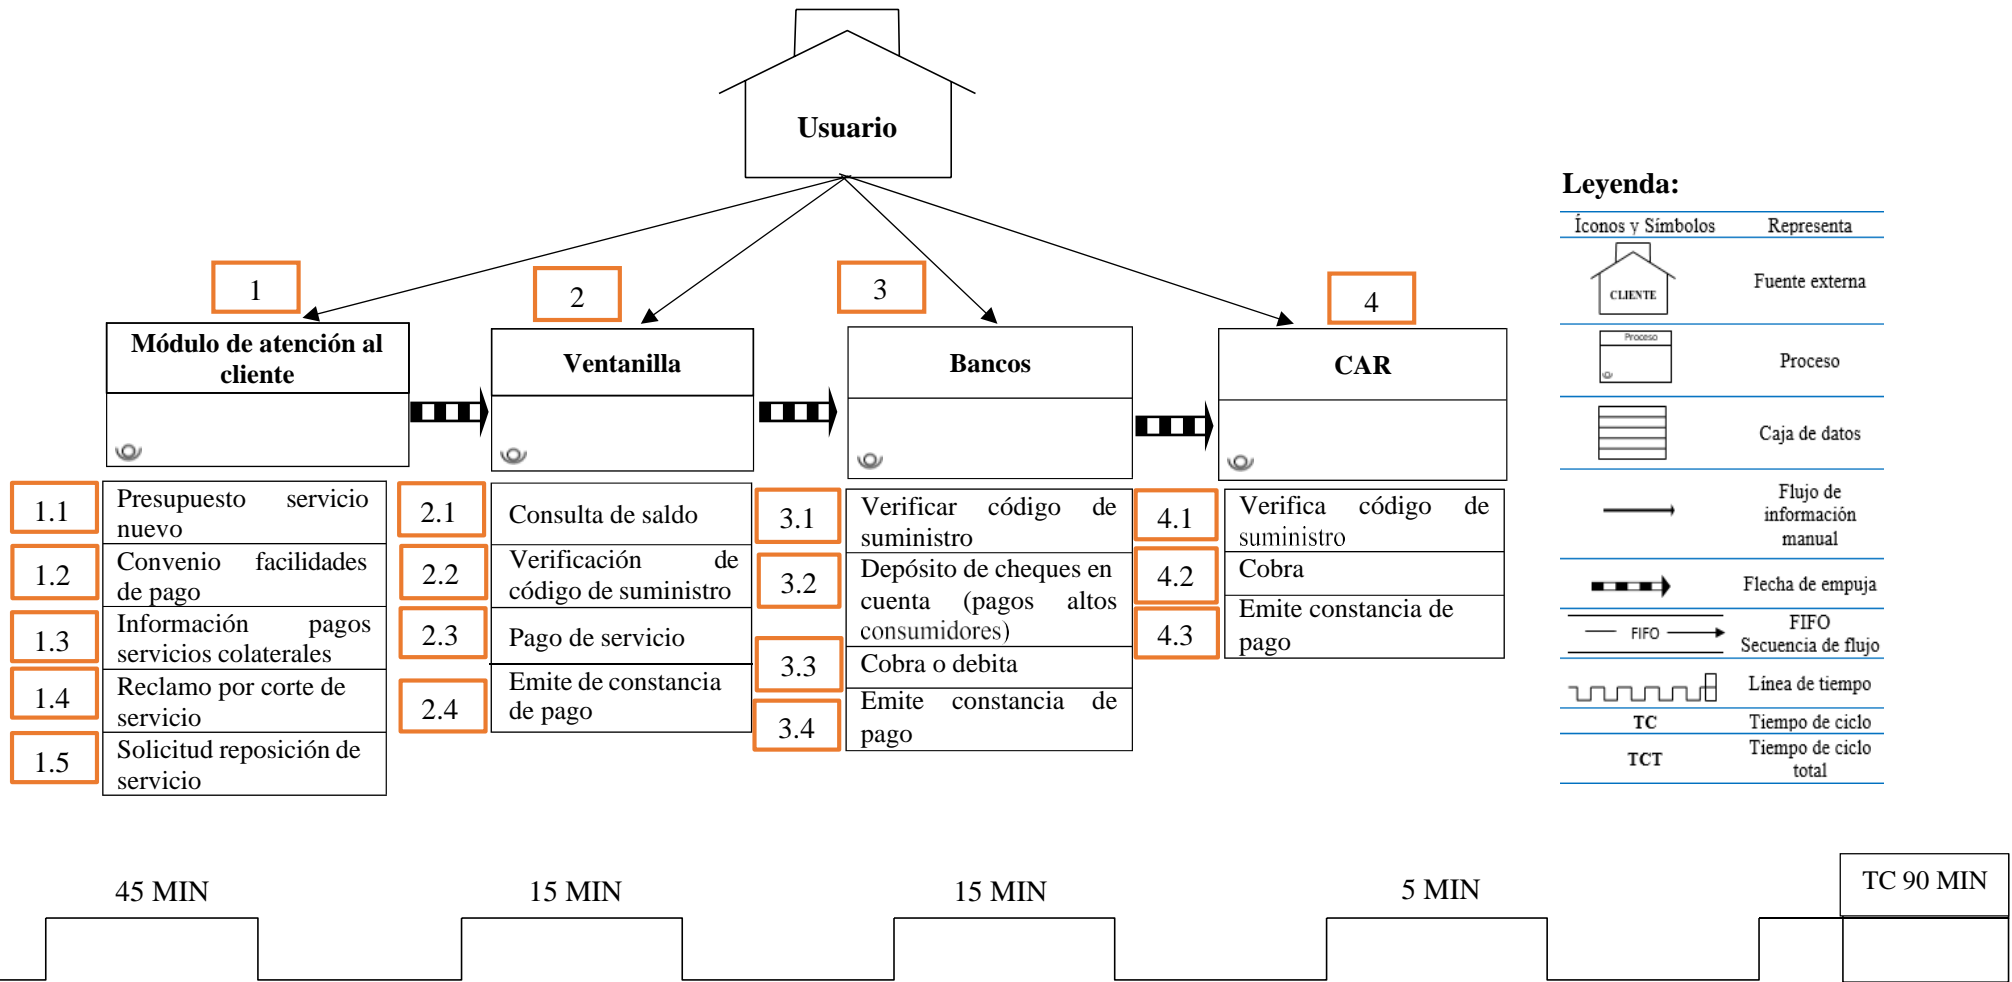 Usuario
Leyenda:
Íconos y Símbolos Representa
CLIENTE Fuente externa
Proceso Proceso
Caja de datos
Flujo de
información
manual
Flecha de empuja
FIFO FIFO
Secuencia de flujo
Línea de tiempo
TC Tiempo de ciclo
TCT Tiempo de ciclo
total
1
Módulo de atención al
cliente
1.1 Presupuesto servicio
nuevo
1.2 Convenio facilidades
de pago
1.3 Información pagos
servicios colaterales
1.4 Reclamo por corte de
servicio
1.5 Solicitud reposición de
servicio
2
Ventanilla
2.1 Consulta de saldo
2.2 Verificación de
código de suministro
2.3 Pago de servicio
2.4 Emite de constancia
de pago
3
Bancos
3.1 Verificar código de
suministro
3.2 Depósito de cheques en
cuenta (pagos altos
consumidores)
3.3 Cobra o debita
3.4 Emite constancia de
pago
4
CAR
4.1 Verifica código de
suministro
4.2 Cobra
4.3 Emite constancia de
pago
45 MIN
15 MIN
15 MIN
5 MIN
TC 90 MIN